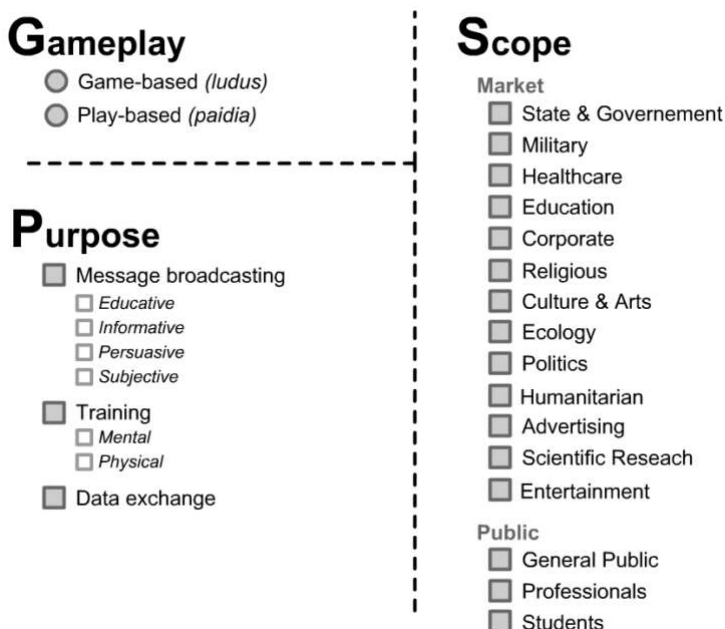 Gameplay
Game-based (ludus)
Play-based (paidia)
Purpose
Message broadcasting
Educative
Informative
Persuasive
Subjective
Training
Mental
Physical
Data exchange
Scope
Market
State & Governement
Military
Healthcare
Education
Corporate
Religious
Culture & Arts
Ecology
Politics
Humanitarian
Advertising
Scientific Reseach
Entertainment
Public
General Public
Professionals
Students